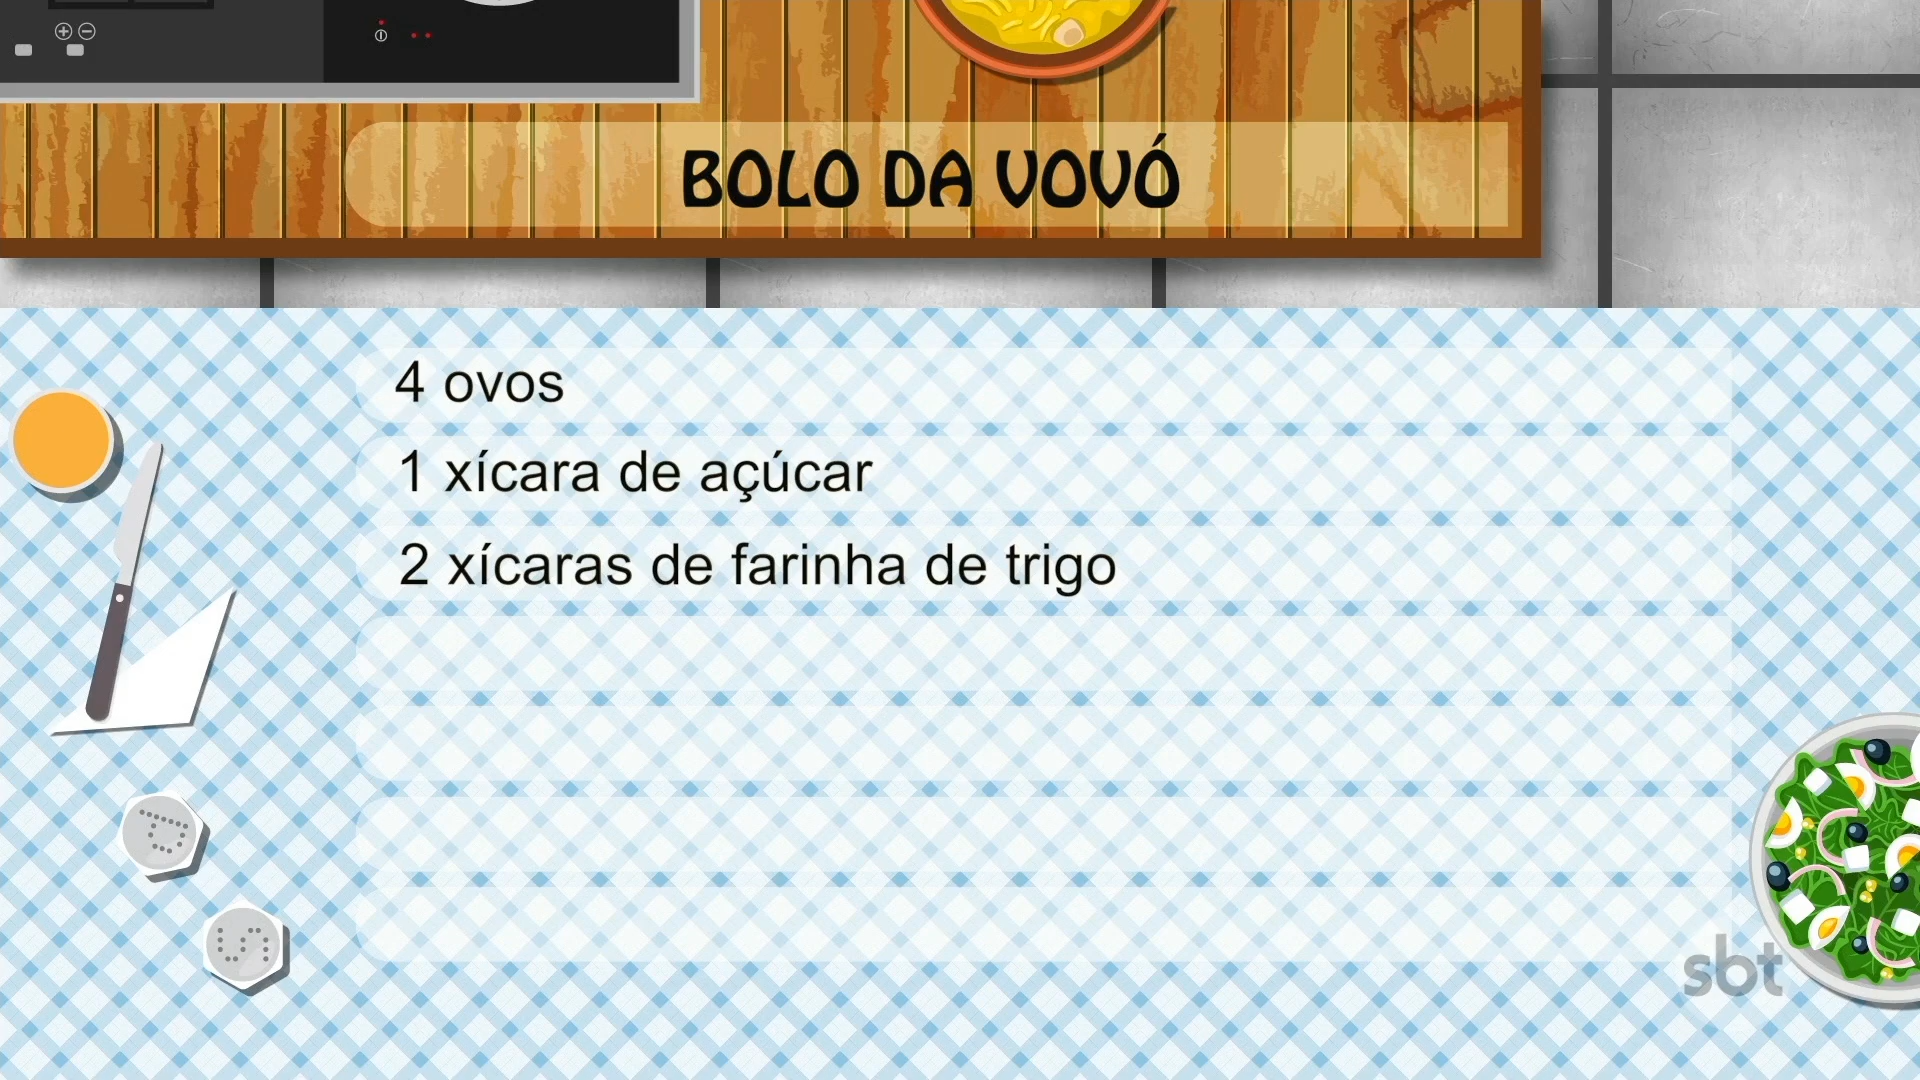 BOLO DA VOVÓ
4 ovos
1 xícara de açúcar
2 xícaras de farinha de trigo
sbt